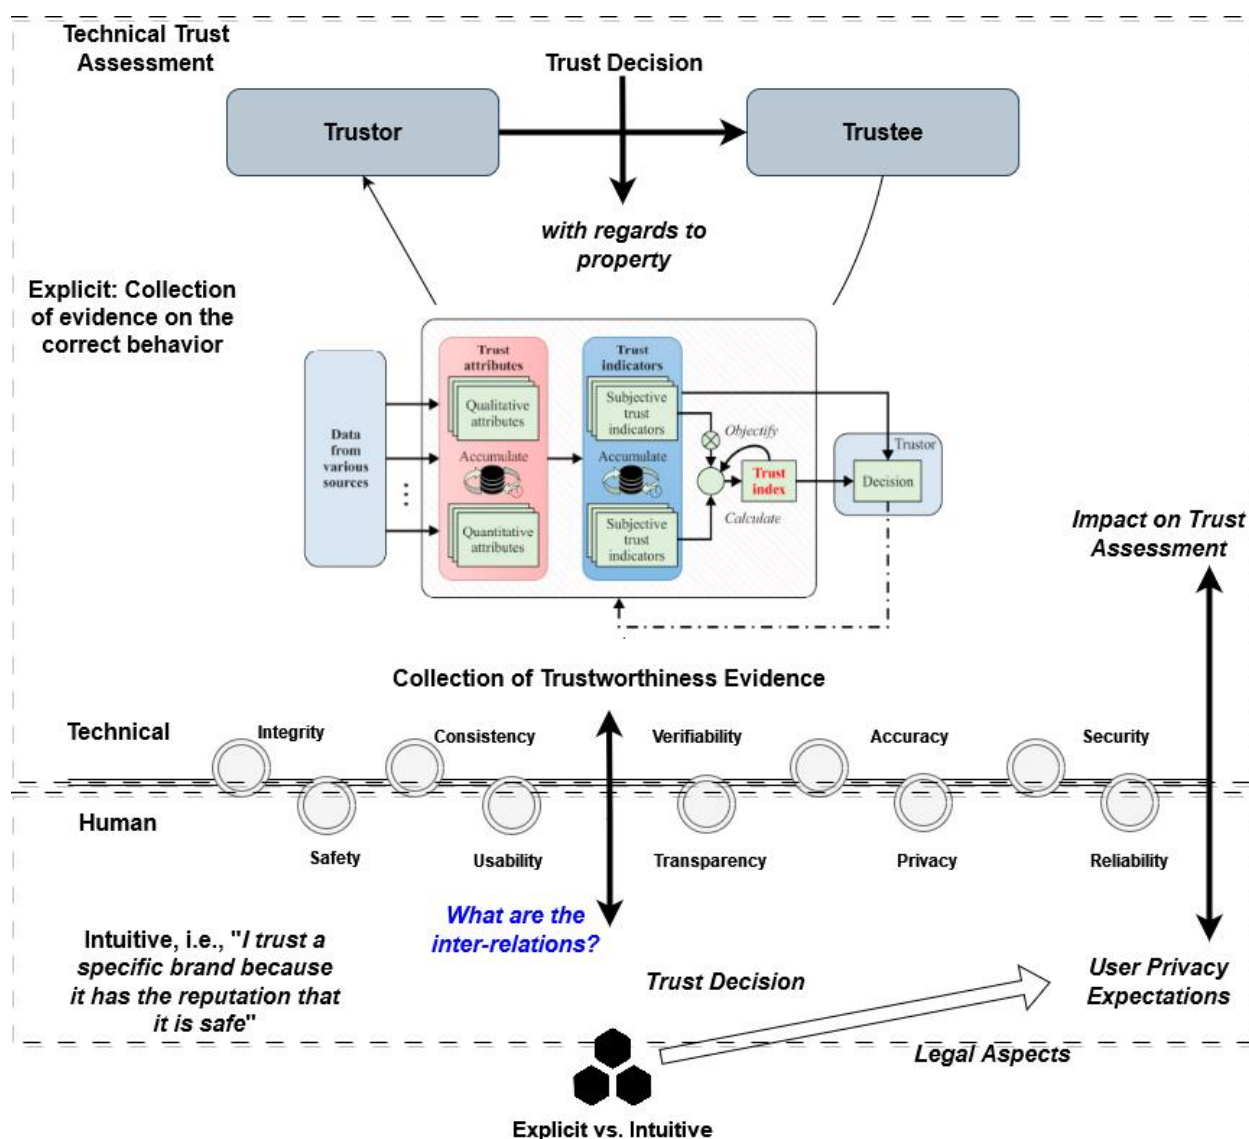 Technical Trust
Assessment
Trust Decision
Trustor
Trustee
with regards to
property
Explicit: Collection
of evidence on the
correct behavior
Data
from
various
sources
Trust
attributes
Qualitative
attributes
Accumulate
Quantitative
attributes
Trust
indicators
Subjective
trust
indicators
Accumulate
Subjective
trust
indicators
Objectify
Trust
index
Calculate
Trustor
Decision
Impact on Trust
Assessment
Collection of Trustworthiness Evidence
Technical
Integrity
Consistency
Verifiability
Accuracy
Security
Human
Safety
Usability
Transparency
Privacy
Reliability
What are the
inter-relations?
Intuitive, i.e., "I trust a
specific brand because
it has the reputation that
it is safe"
Trust Decision
User Privacy
Expectations
Legal Aspects
Explicit vs. Intuitive